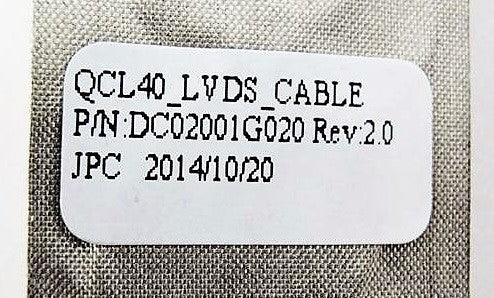 QCL40_LVDS_CABLE
P/N:DC02001G020 Rev:2.0
JPC 2014/10/20